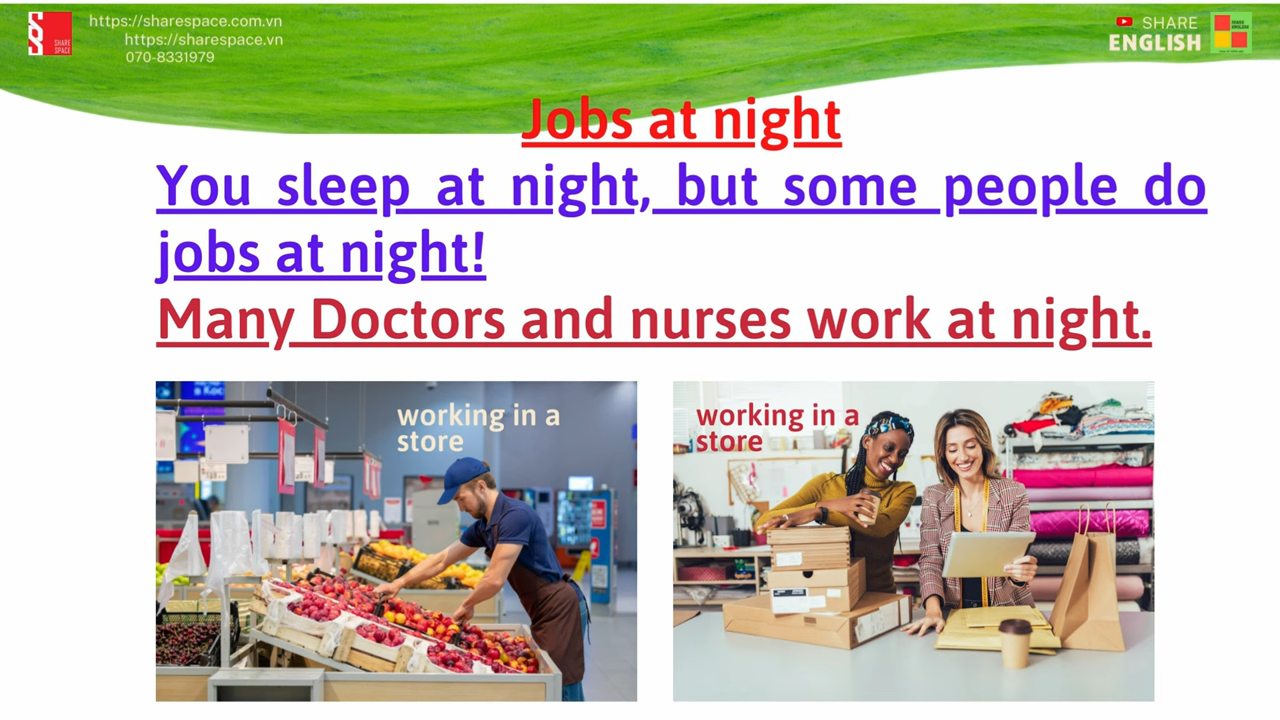 https://sharespace.com.vn
https://sharespace.vn
070-8331979
SHARE
SPACE
SHARE
ENGLISH
Jobs at night
You sleep at night, but some people do
jobs at night!
Many Doctors and nurses work at night.
working in a
store
working in a
store